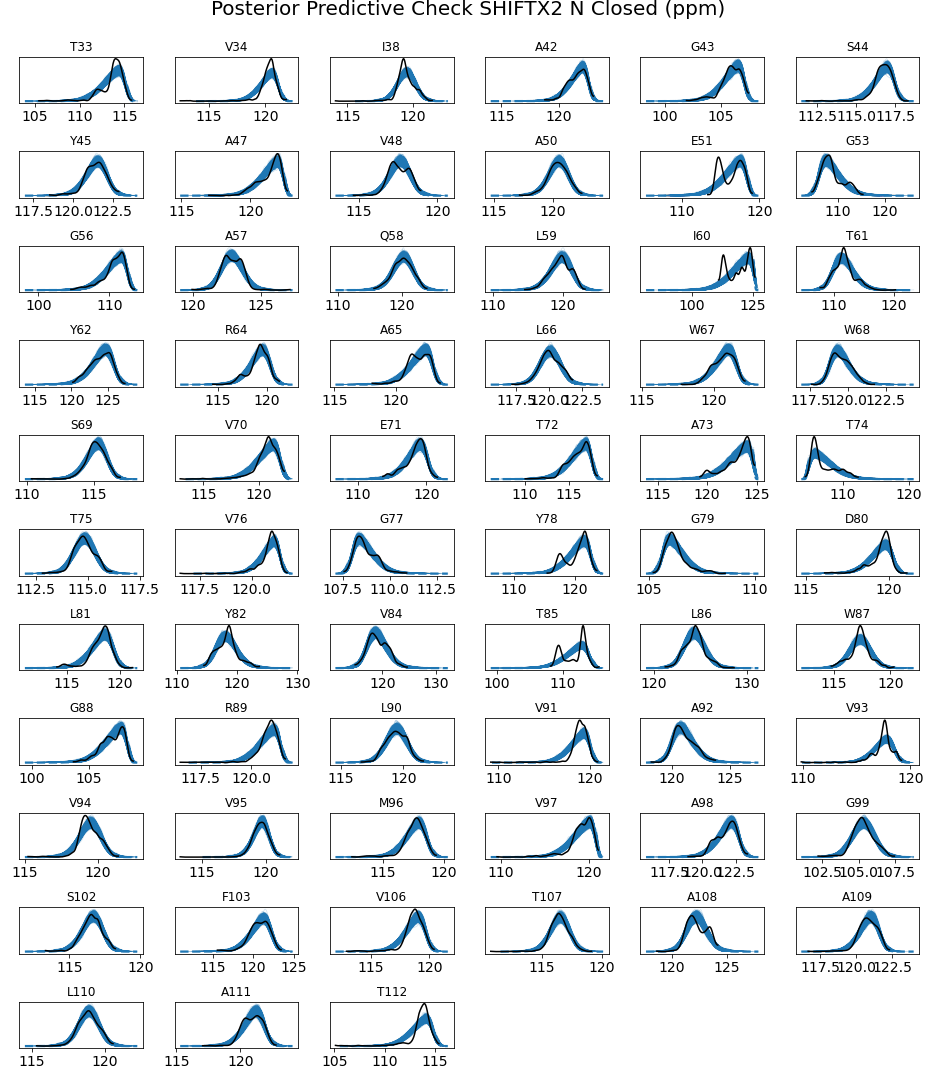 Posterior Predictive Check SHIFTX2 N Closed (ppm)
T33 V34 I38 A42 G43 S44
105 110 115 115 120 115 120 115 120 100 105 112.5 115.0 117.5
Y45 A47 V48 A50 E51 G53
117.5 120.0 122.5 115 120 115 120 115 120 110 120 110 120
G56 A57 Q58 L59 I60 T61
100 110 120 125 110 120 110 120 100 125 110 120
Y62 R64 A65 L66 W67 W68
115 120 125 115 120 115 120 117.5 120.0 122.5 115 120 117.5 120.0 122.5
S69 V70 E71 T72 A73 T74
110 115 115 120 110 120 110 115 115 120 125 110 120
T75 V76 G77 Y78 G79 D80
112.5 115.0 117.5 117.5 120.0 107.5 110.0 112.5 110 120 105 110 115 120
L81 Y82 V84 T85 L86 W87
115 120 110 120 130 120 130 100 110 120 130 115 120
G88 R89 L90 V91 A92 V93
100 105 117.5 120.0 115 120 110 120 120 125 110 120
V94 V95 M96 V97 A98 G99
115 120 115 120 115 120 110 120 117.5 120.0 122.5 102.5 105.0 107.5
S102 F103 V106 T107 A108 A109
115 120 115 120 125 115 120 115 120 120 125 117.5 120.0 122.5
L110 A111 T112
115 120 115 120 105 110 115